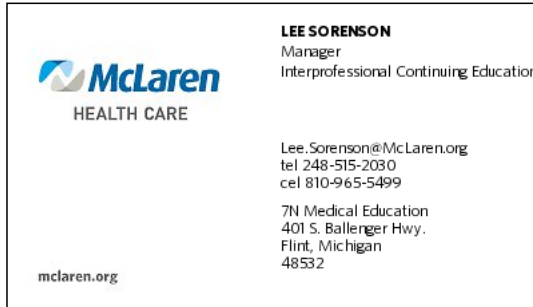 McLaren
HEALTH CARE
mclaren.org
LEE SORENSON
Manager
Interprofessional Continuing Education
Lee.Sorenson@McLaren.org
tel 248-515-2030
cel 810-965-5499
7N Medical Education
401 S. Ballenger Hwy.
Flint, Michigan
48532